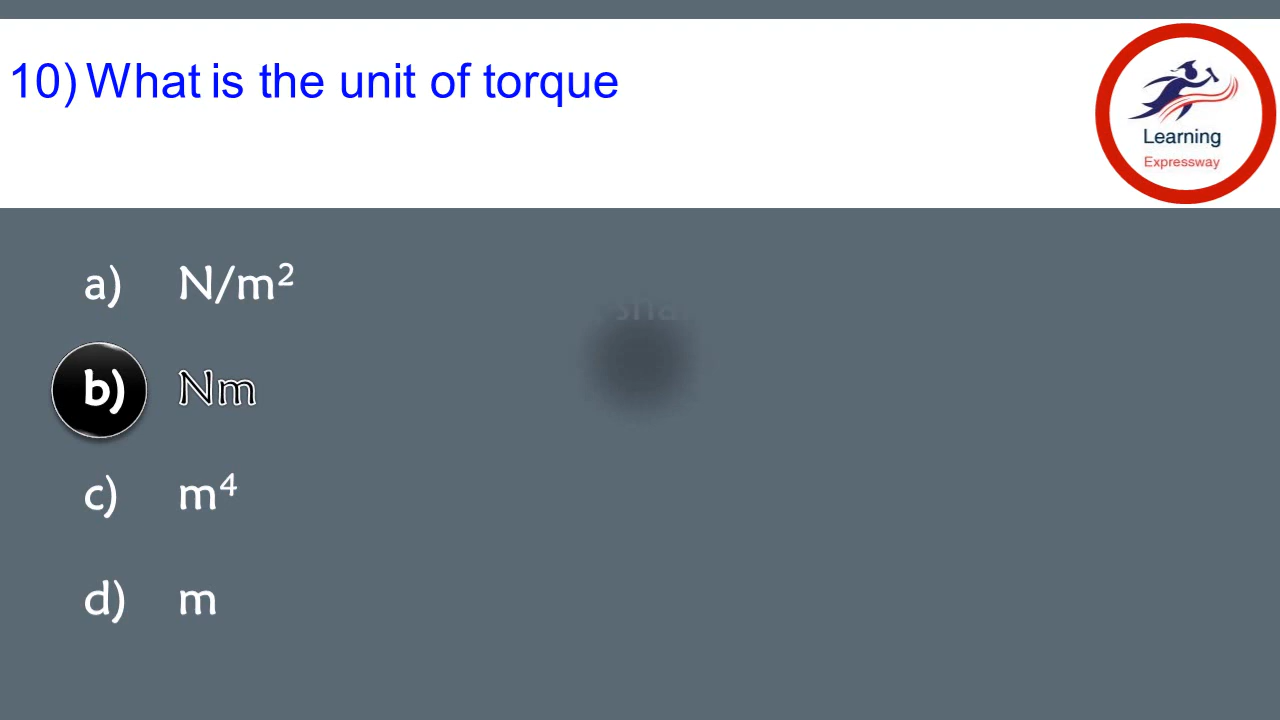 10) What is the unit of torque
Learning
Expressway
a) N/m²
b) Nm
c) m⁴
d) m